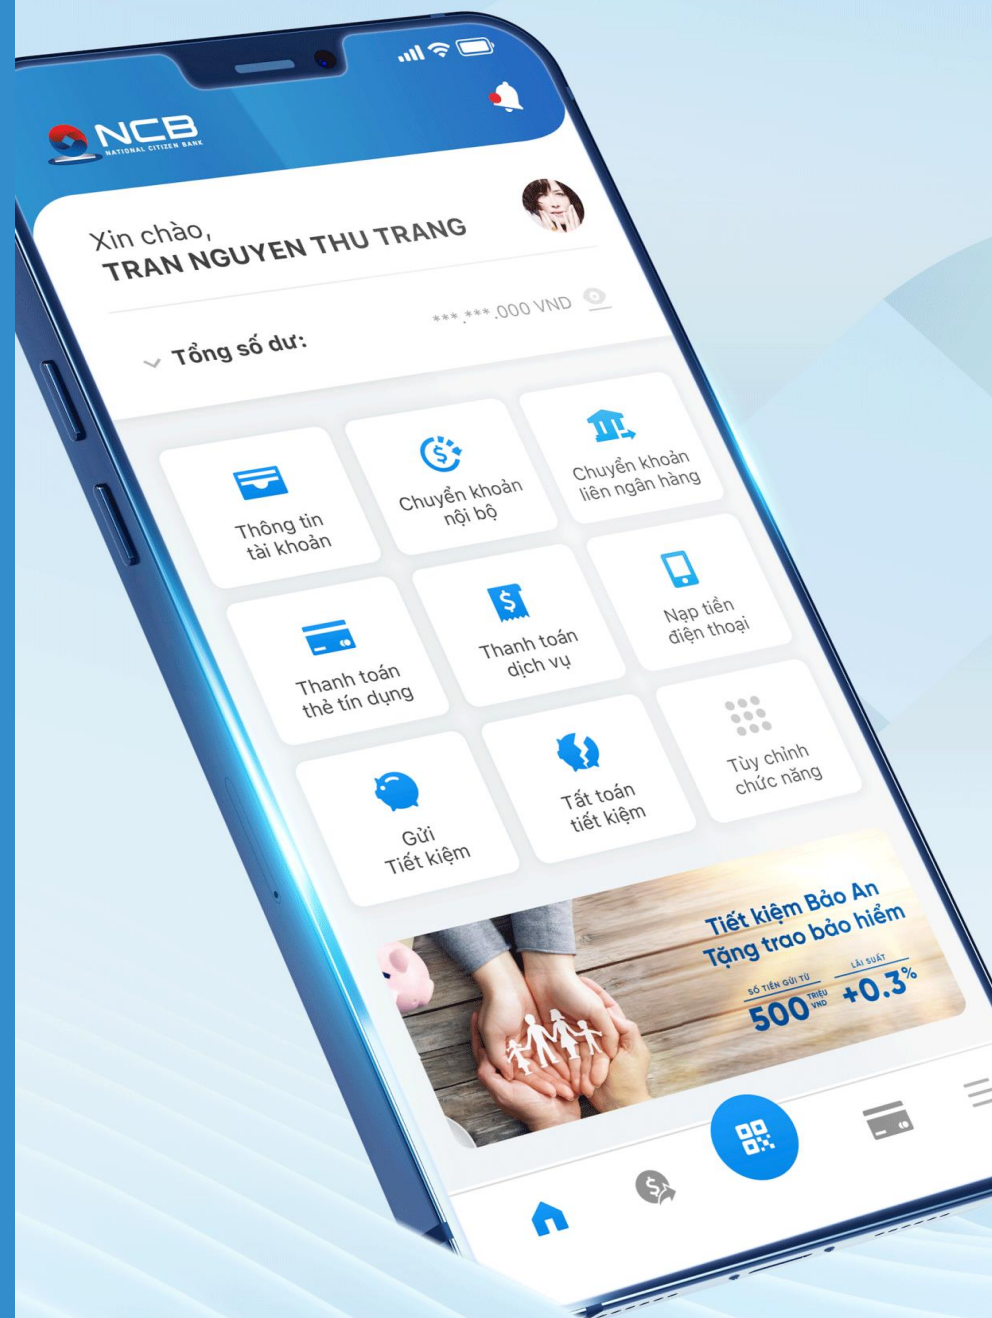 NCB
NATIONAL CITIZEN BANK
Xin chào,
TRAN NGUYEN THU TRANG
Tổng số dư:
***.***.000 VND
Thông tin
tài khoản
Chuyển khoản
nội bộ
Chuyển khoản
liên ngân hàng
Thanh toán
thẻ tín dụng
Thanh toán
dịch vụ
Nạp tiền
điện thoại
Gửi
Tiết kiệm
Tất toán
tiết kiệm
Tùy chỉnh
chức năng
Tiết kiệm Bảo An
Tặng trao bảo hiểm
SỐ TIỀN GỬI TỪ
500 TRIỆU VND
LÃI SUẤT
+0.3%